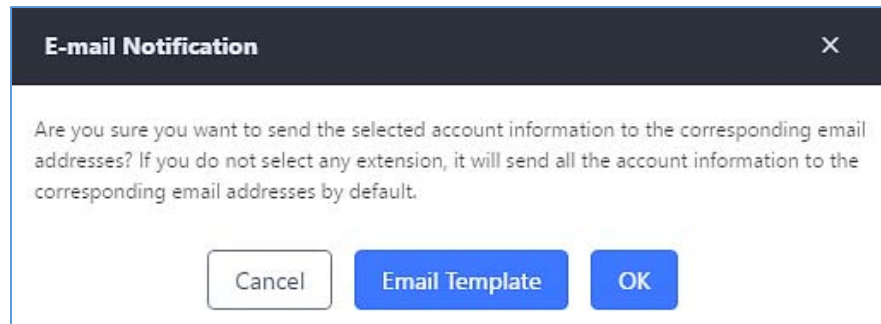 E-mail Notification ×
Are you sure you want to send the selected account information to the corresponding email
addresses? If you do not select any extension, it will send all the account information to the
corresponding email addresses by default.
Cancel Email Template OK